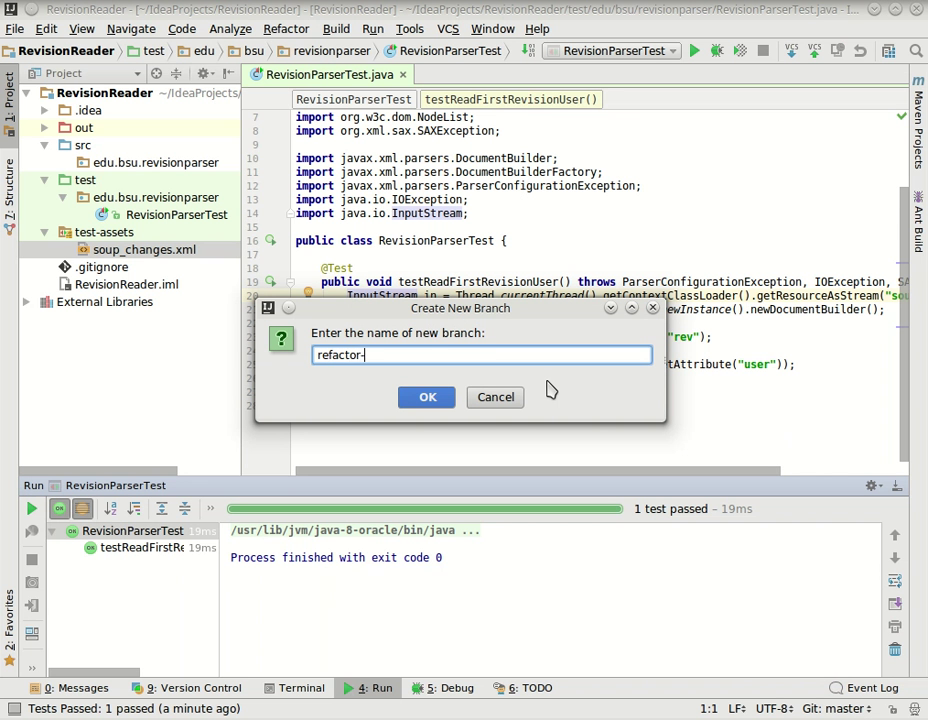 RevisionReader - [~/IdeaProjects/RevisionReader] - [RevisionReader] - ~/IdeaProjects/RevisionReader/test/edu/bsu/revisionparser/RevisionParserTest.java - I...
File Edit View Navigate Code Analyze Refactor Build Run Tools VCS Window Help
RevisionReader test edu bsu revisionparser RevisionParserTest RevisionParserTest VCS VCS
Project RevisionParserTest.java
RevisionParserTest testReadFirstRevisionUser()
1: Project
7: Structure
2: Favorites
RevisionReader ~/IdeaProjects/
.idea
out
src
edu.bsu.revisionparser
test
edu.bsu.revisionparser
RevisionParserTest
test-assets
soup_changes.xml
.gitignore
RevisionReader.iml
External Libraries
7 import org.w3c.dom.NodeList;
8 import org.xml.sax.SAXException;
9
10 import javax.xml.parsers.DocumentBuilder;
11 import javax.xml.parsers.DocumentBuilderFactory;
12 import javax.xml.parsers.ParserConfigurationException;
13 import java.io.IOException;
14 import java.io.InputStream;
15
16 public class RevisionParserTest {
17
18 @Test
19 public void testReadFirstRevisionUser() throws ParserConfigurationException, IOException, SA
InputStream in = Thread.currentThread().getContextClassLoader().getResourceAsStream("sou
ewInstance().newDocumentBuilder();
"rev");
tAttribute("user"));
Maven Projects
Ant Build
Create New Branch
Enter the name of new branch:
refactor-
OK Cancel
Run RevisionParserTest
1 test passed – 19ms
RevisionParserTest 19ms
testReadFirstRe 19ms
/usr/lib/jvm/java-8-oracle/bin/java ...
Process finished with exit code 0
0: Messages 9: Version Control Terminal 4: Run 5: Debug 6: TODO Event Log
Tests Passed: 1 passed (a minute ago) 1:1 LF UTF-8 Git: master